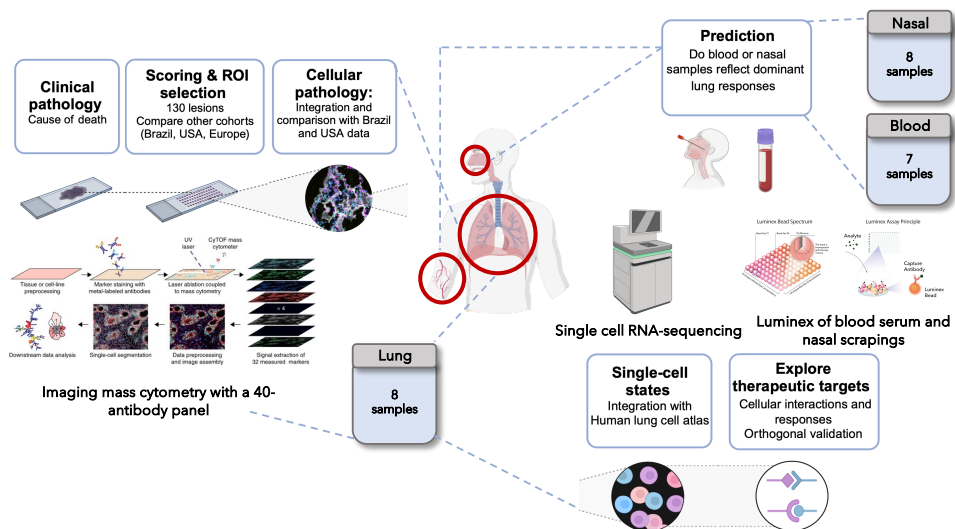 Clinical
pathology
Cause of death
Scoring & ROI
selection
130 lesions
Compare other cohorts
(Brazil, USA, Europe)
Cellular
pathology:
Integration and
comparison with Brazil
and USA data
Prediction
Do blood or nasal
samples reflect dominant
lung responses
Nasal
8
samples
Blood
7
samples
UV
laser
CyTOF mass
cytometer
Tissue or cell-line
preprocessing
Marker staining with
metal-labeled antibodies
Laser ablation coupled
to mass cytometry
× 4
Downstream data analysis
Single-cell segmentation
Data preprocessing
and image assembly
Signal extraction of
32 measured markers
Imaging mass cytometry with a 40-
antibody panel
Lung
8
samples
Single cell RNA-sequencing
Luminex Bead Spectrum
Luminex Assay Principle
Analyte
Capture
Antibody
Luminex
Bead
Luminex of blood serum and
nasal scrapings
Single-cell
states
Integration with
Human lung cell atlas
Explore
therapeutic targets
Cellular interactions and
responses
Orthogonal validation